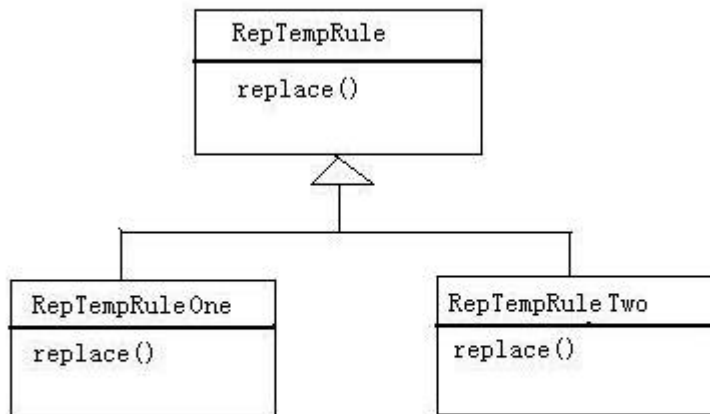 RepTempRule
replace()
RepTempRuleOne
replace()
RepTempRuleTwo
replace()